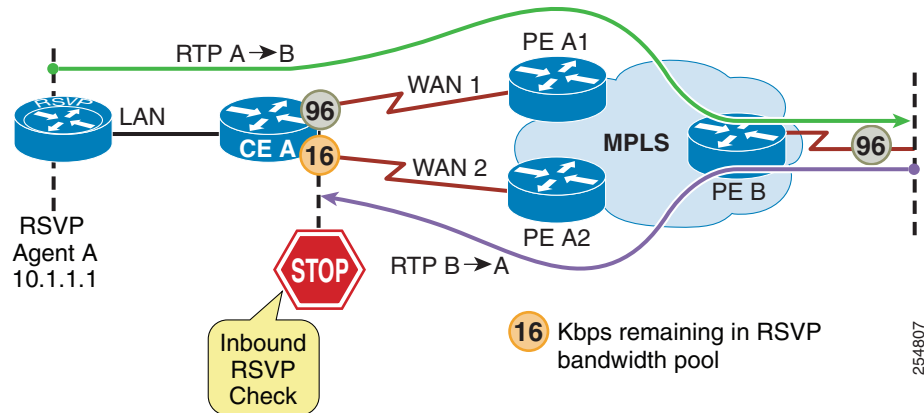 RTP A→B
PE A1
RSVP
LAN
96
WAN 1
CE A
16
MPLS
96
WAN 2
PE B
RSVP
Agent A
10.1.1.1
STOP
RTP B→A
PE A2
Inbound
RSVP
Check
16 Kbps remaining in RSVP
bandwidth pool
254807